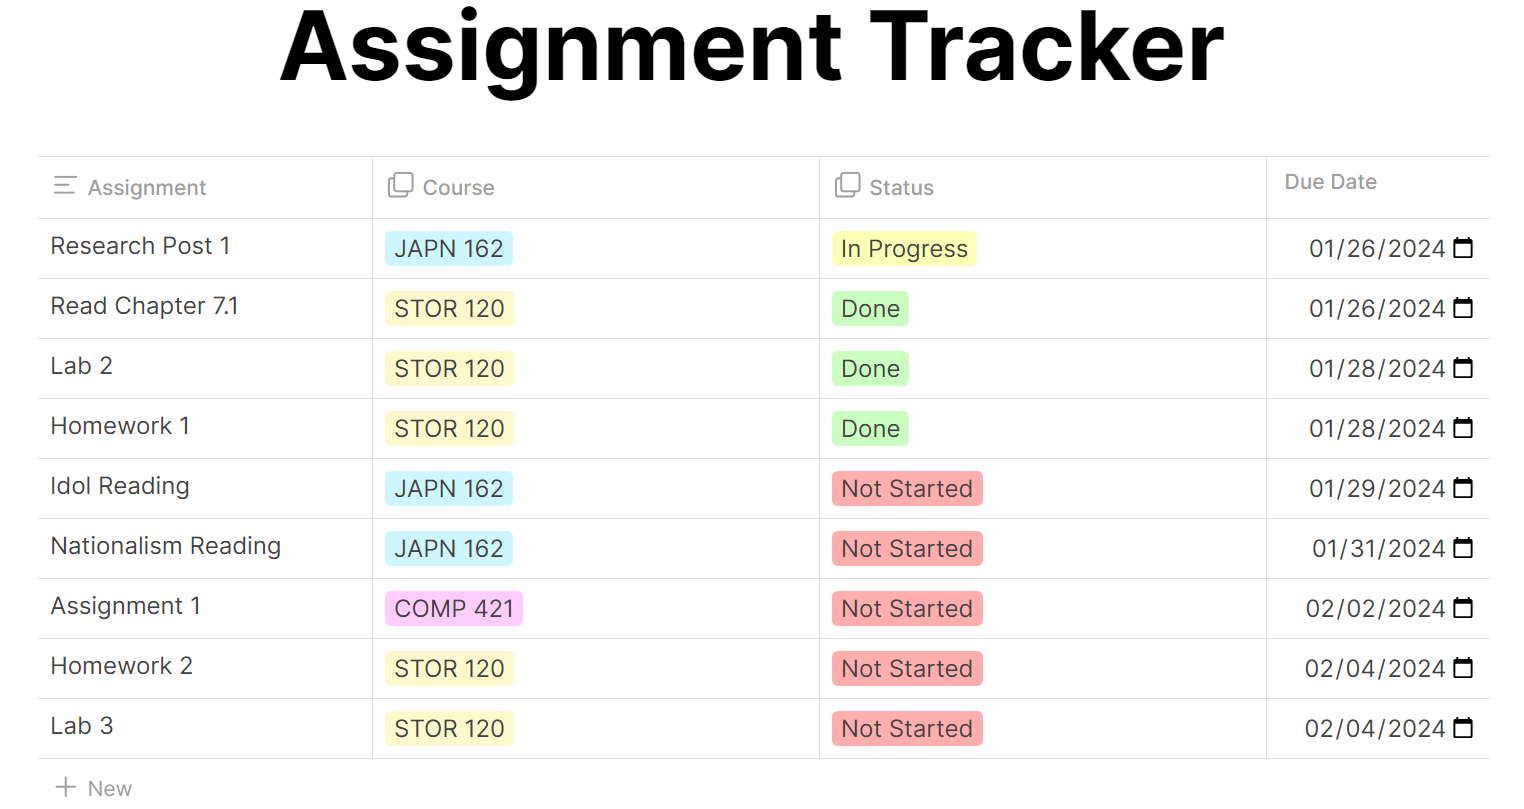 Assignment Tracker
Assignment Course Status Due Date
Research Post 1 JAPN 162 In Progress 01/26/2024
Read Chapter 7.1 STOR 120 Done 01/26/2024
Lab 2 STOR 120 Done 01/28/2024
Homework 1 STOR 120 Done 01/28/2024
Idol Reading JAPN 162 Not Started 01/29/2024
Nationalism Reading JAPN 162 Not Started 01/31/2024
Assignment 1 COMP 421 Not Started 02/02/2024
Homework 2 STOR 120 Not Started 02/04/2024
Lab 3 STOR 120 Not Started 02/04/2024
New